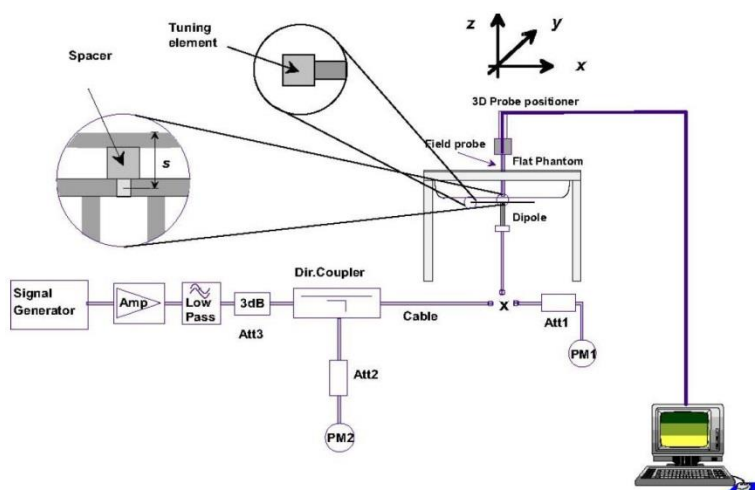 Tuning
element
Spacer
z
y
x
3D Probe positioner
Field probe
Flat Phantom
s
Dipole
Dir.Coupler
Signal
Generator
Amp
Low
Pass
3dB
Att3
Cable
x
Att1
PM1
Att2
PM2